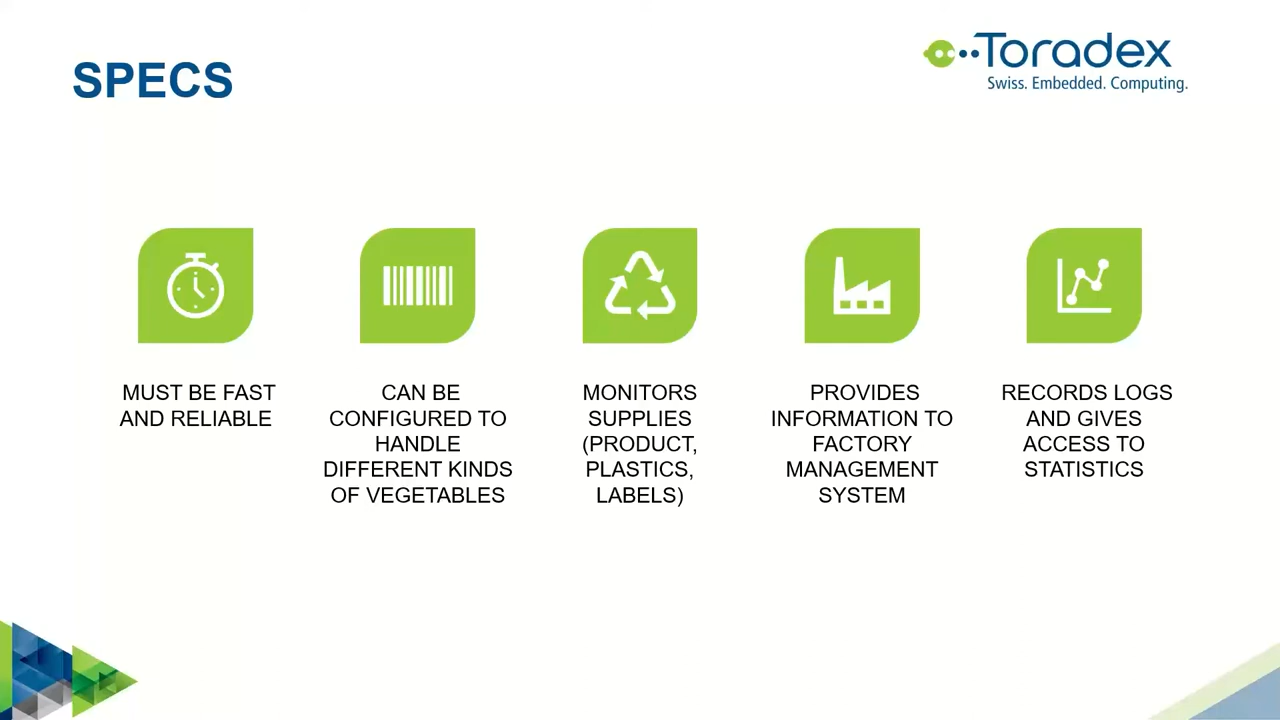 SPECS
Toradex
Swiss. Embedded. Computing.
MUST BE FAST
AND RELIABLE
CAN BE
CONFIGURED TO
HANDLE
DIFFERENT KINDS
OF VEGETABLES
MONITORS
SUPPLIES
(PRODUCT,
PLASTICS,
LABELS)
PROVIDES
INFORMATION TO
FACTORY
MANAGEMENT
SYSTEM
RECORDS LOGS
AND GIVES
ACCESS TO
STATISTICS